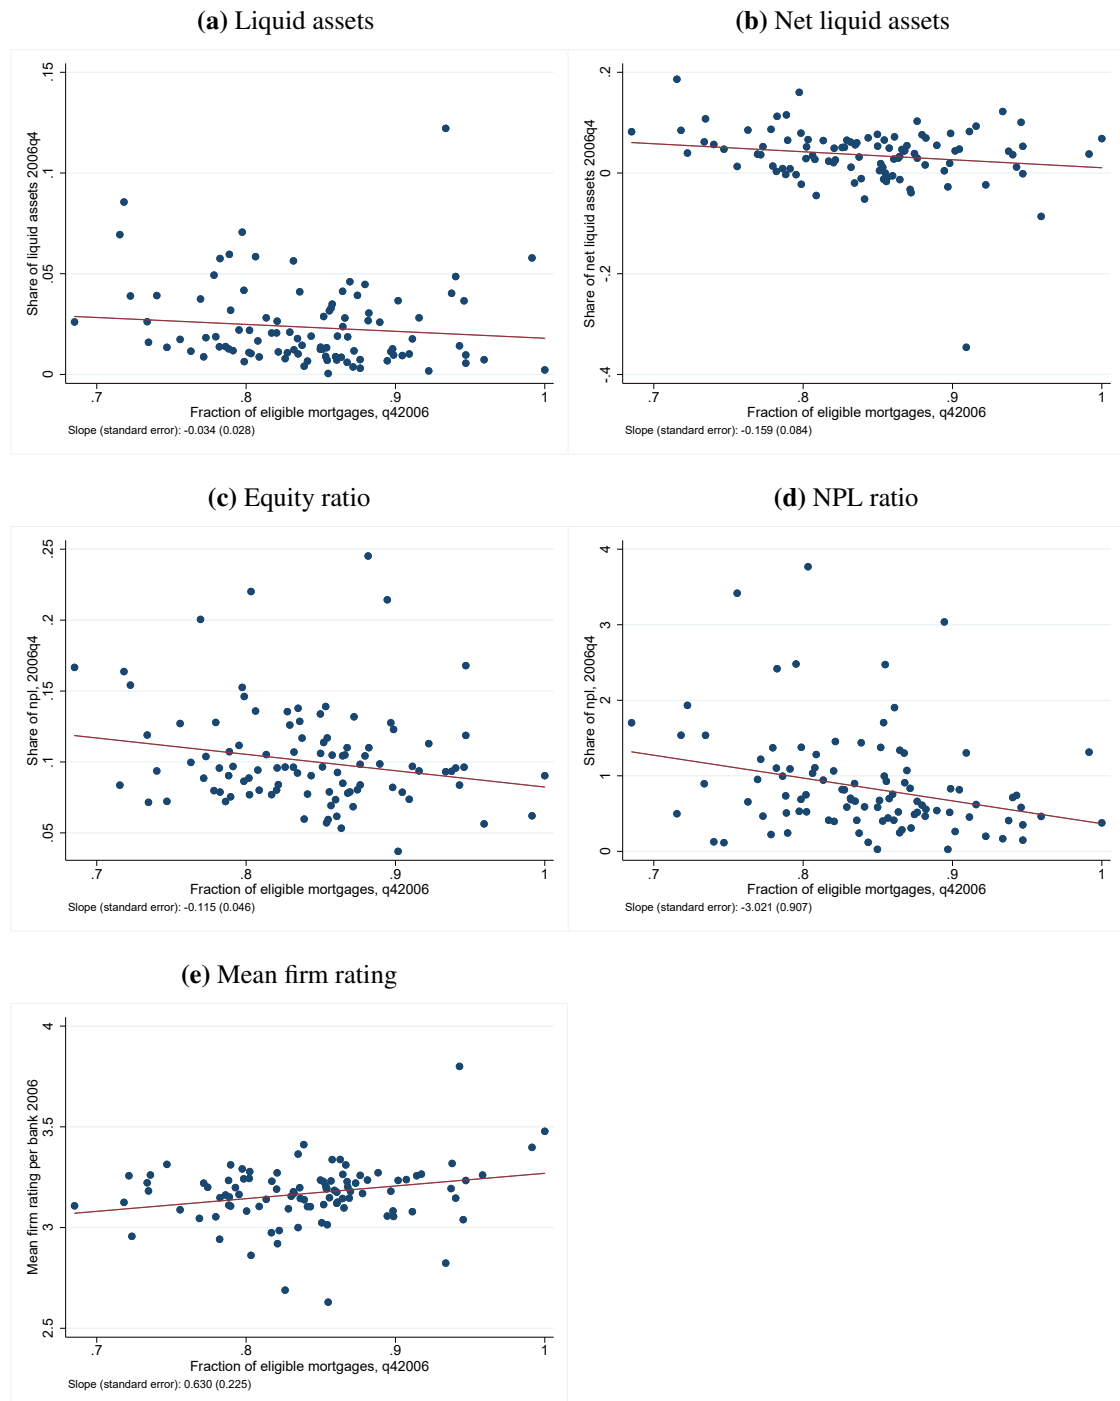 (a) Liquid assets
Share of liquid assets 2006q4
.15
.1
.05
0
.7 .8 .9 1
Fraction of eligible mortgages, q42006
Slope (standard error): -0.034 (0.028)
(b) Net liquid assets
Share of net liquid assets 2006q4
.2
0
-.2
-.4
.7 .8 .9 1
Fraction of eligible mortgages, q42006
Slope (standard error): -0.159 (0.084)
(c) Equity ratio
Share of npl, 2006q4
.25
.2
.15
.1
.05
.7 .8 .9 1
Fraction of eligible mortgages, q42006
Slope (standard error): -0.115 (0.046)
(d) NPL ratio
Share of npl, 2006q4
4
3
2
1
0
.7 .8 .9 1
Fraction of eligible mortgages, q42006
Slope (standard error): -3.021 (0.907)
(e) Mean firm rating
Mean firm rating per bank 2006
4
3.5
3
2.5
.7 .8 .9 1
Fraction of eligible mortgages, q42006
Slope (standard error): 0.630 (0.225)